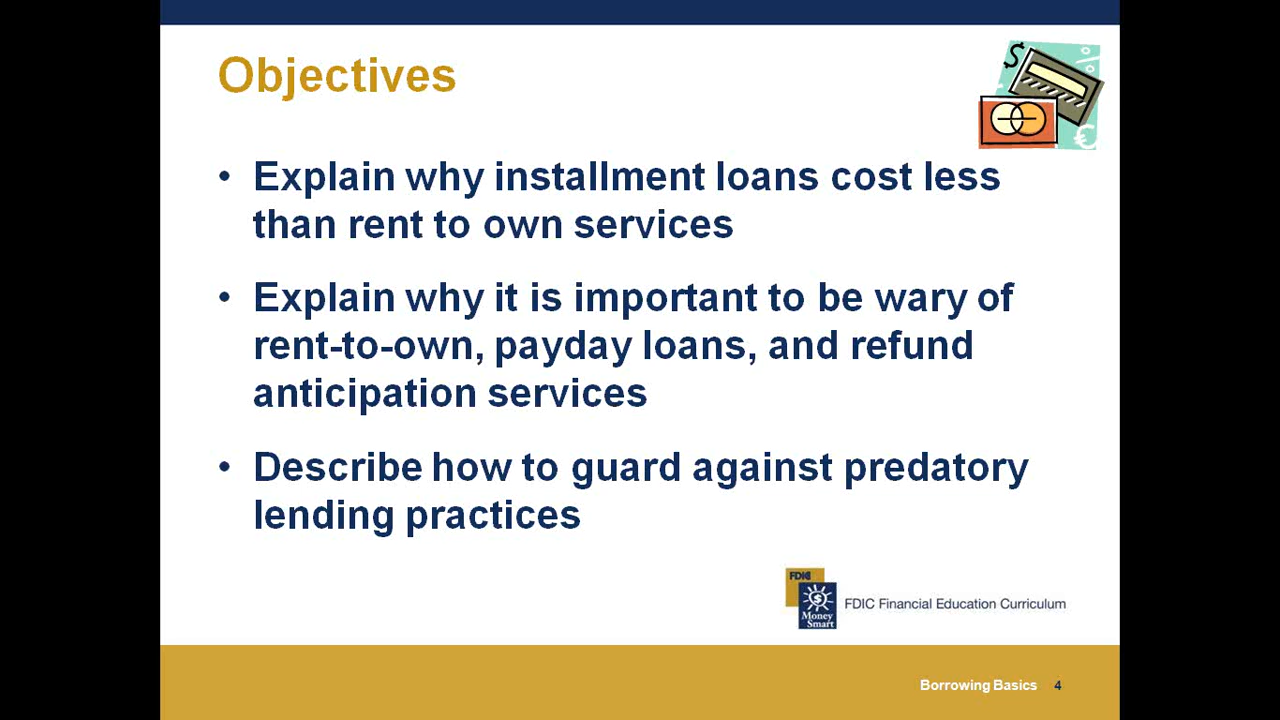 Objectives
• Explain why installment loans cost less
than rent to own services
• Explain why it is important to be wary of
rent-to-own, payday loans, and refund
anticipation services
• Describe how to guard against predatory
lending practices
FDIC
Money
Smart
FDIC Financial Education Curriculum
Borrowing Basics 4